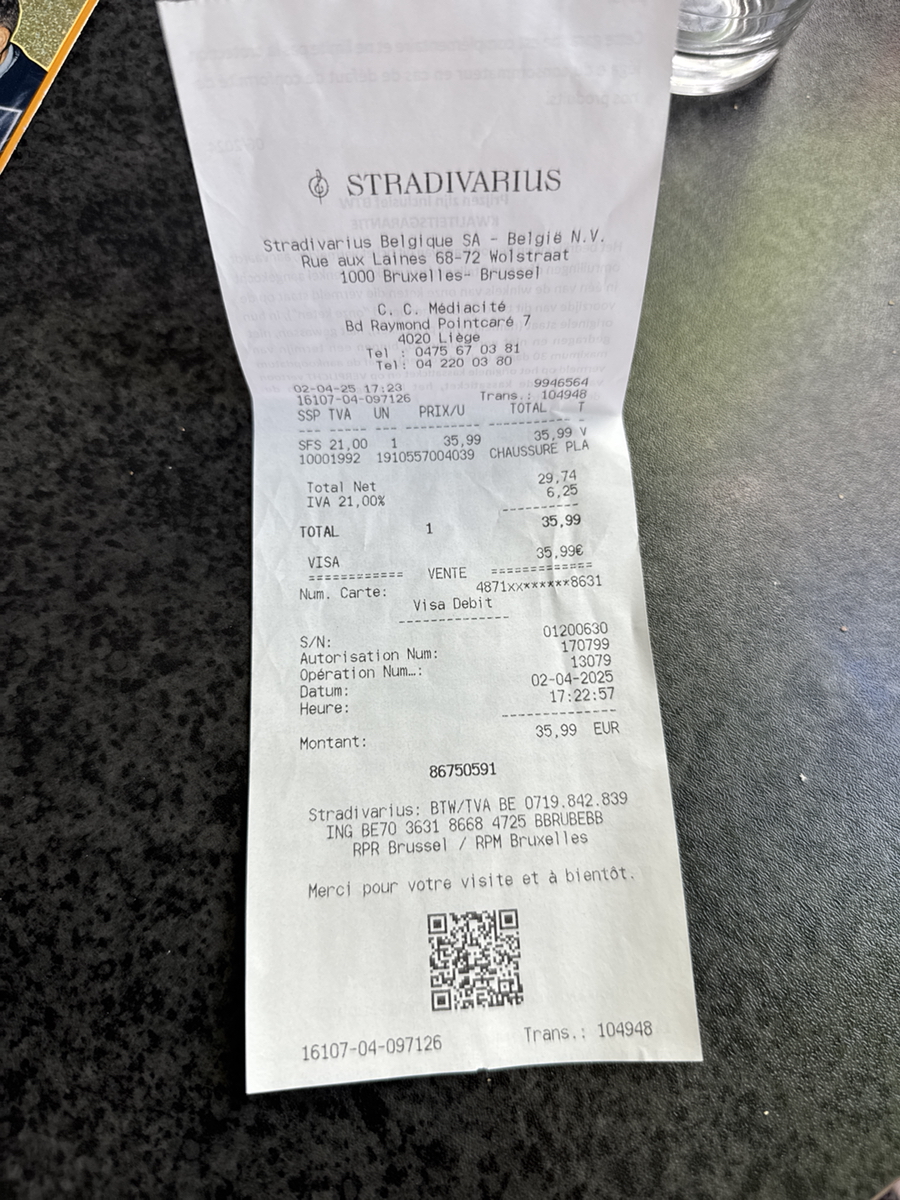 STRADIVARIUS
Stradivarius Belgique SA - België N.V.
Rue aux Laines 68-72 Wolstraat
1000 Bruxelles- Brussel
C. C. Médiacité
Bd Raymond Pointcaré 7
4020 Liège
Tel : 0475 67 03 81
Tel: 04 220 03 80
02-04-25 17:23 9946564
16107-04-097126 Trans.: 104948
SSP TVA UN PRIX/U TOTAL T
SFS 21,00 1 35,99 35,99 V
10001992 1910557004039 CHAUSSURE PLA
Total Net 29,74
IVA 21,00% 6,25
TOTAL 1 35,99
VISA 35,99€
============ VENTE ============
Num. Carte: 4871xx******8631
Visa Debit
S/N: 01200630
Autorisation Num: 170799
Opération Num…: 13079
Datum: 02-04-2025
Heure: 17:22:57
Montant: 35,99 EUR
86750591
Stradivarius: BTW/TVA BE 0719.842.839
ING BE70 3631 8668 4725 BBRUBEBB
RPR Brussel / RPM Bruxelles
Merci pour votre visite et à bientôt.
16107-04-097126 Trans.: 104948